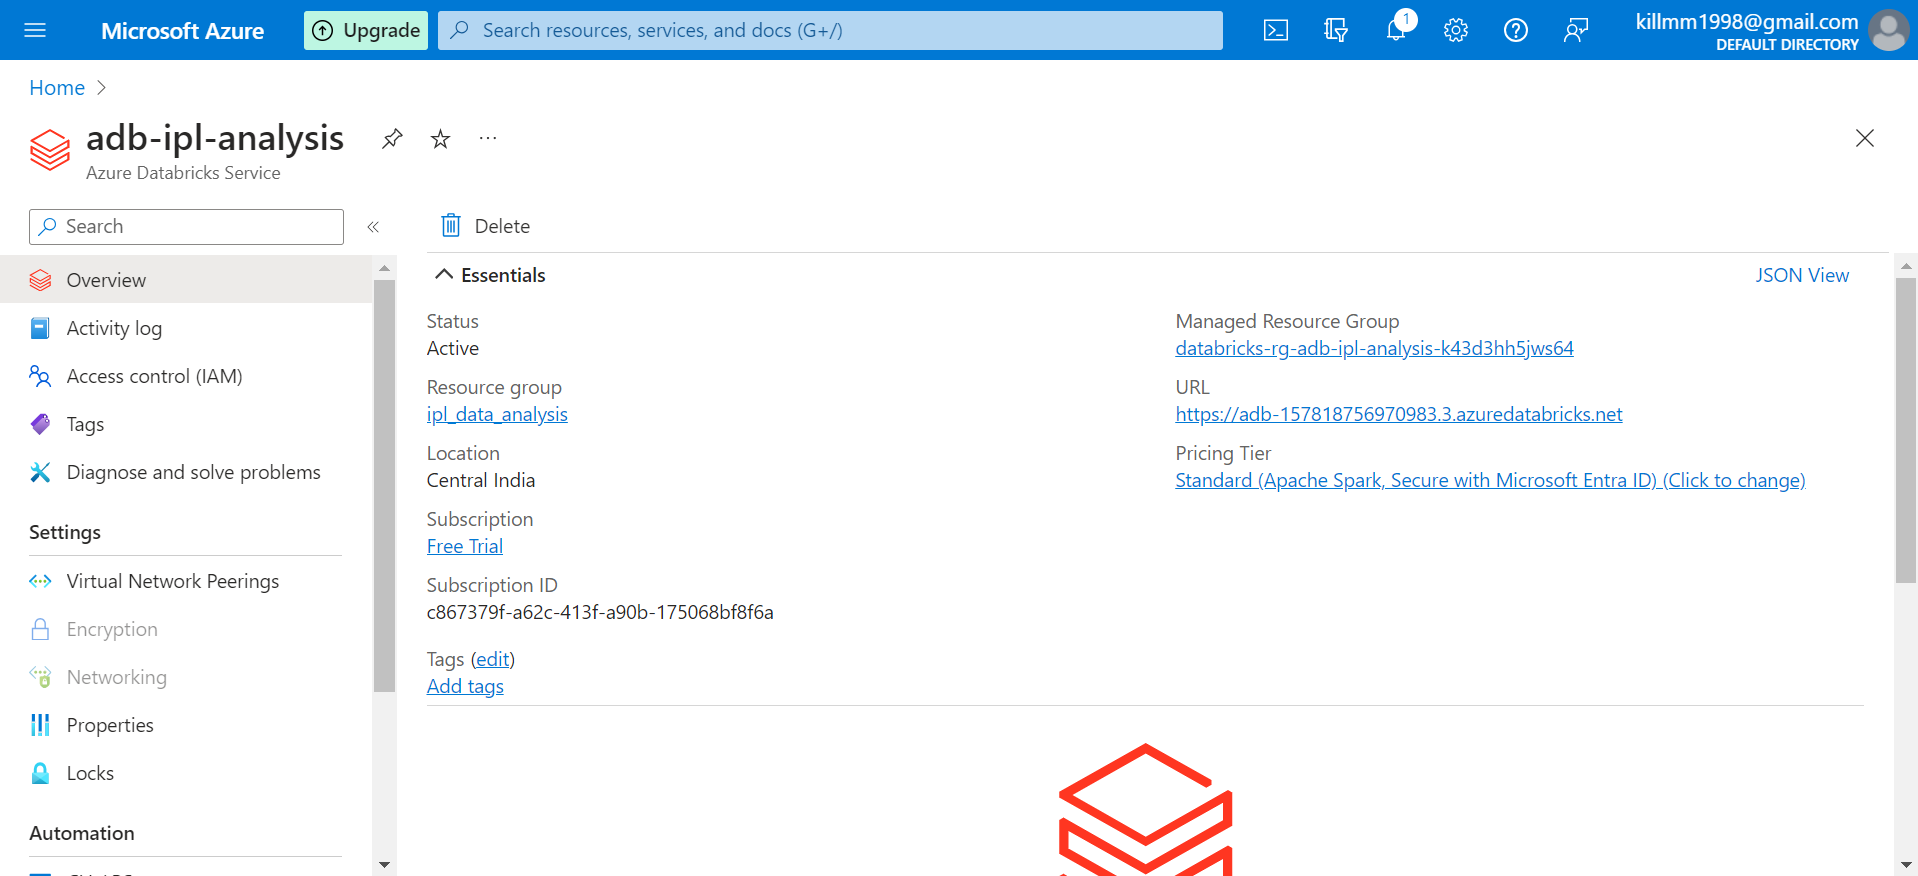 Microsoft Azure
Upgrade
Search resources, services, and docs (G+/)
1
killmm1998@gmail.com
DEFAULT DIRECTORY
Home
adb-ipl-analysis
Azure Databricks Service
Search
Delete
Overview
Activity log
Access control (IAM)
Tags
Diagnose and solve problems
Settings
Virtual Network Peerings
Encryption
Networking
Properties
Locks
Automation
Essentials
JSON View
Status
Active
Resource group
ipl_data_analysis
Location
Central India
Subscription
Free Trial
Subscription ID
c867379f-a62c-413f-a90b-175068bf8f6a
Tags (edit)
Add tags
Managed Resource Group
databricks-rg-adb-ipl-analysis-k43d3hh5jws64
URL
https://adb-157818756970983.3.azuredatabricks.net
Pricing Tier
Standard (Apache Spark, Secure with Microsoft Entra ID) (Click to change)